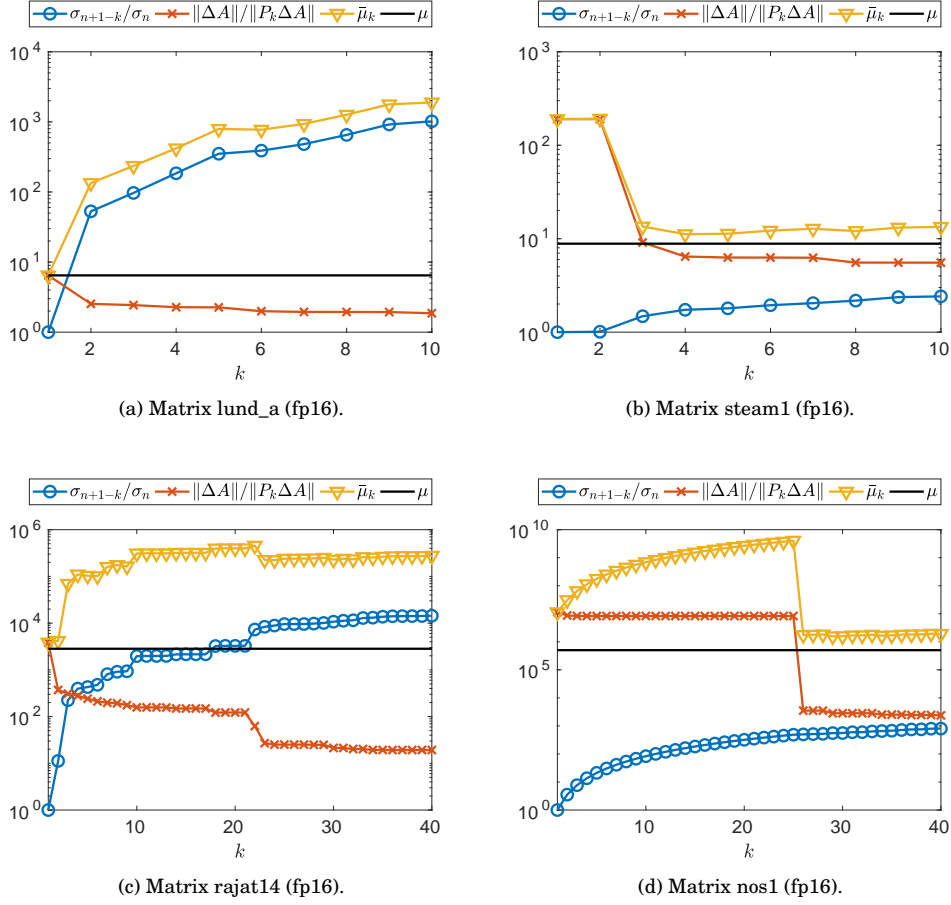 σ_{n+1−k}/σ_n ‖ΔA‖/‖P_kΔA‖ μ̄_k μ
10^4
10^3
10^2
10^1
10^0
2 4 6 8 10
k
(a) Matrix lund_a (fp16).
σ_{n+1−k}/σ_n ‖ΔA‖/‖P_kΔA‖ μ̄_k μ
10^3
10^2
10^1
10^0
2 4 6 8 10
k
(b) Matrix steam1 (fp16).
σ_{n+1−k}/σ_n ‖ΔA‖/‖P_kΔA‖ μ̄_k μ
10^6
10^4
10^2
10^0
10 20 30 40
k
(c) Matrix rajat14 (fp16).
σ_{n+1−k}/σ_n ‖ΔA‖/‖P_kΔA‖ μ̄_k μ
10^10
10^5
10^0
10 20 30 40
k
(d) Matrix nos1 (fp16).